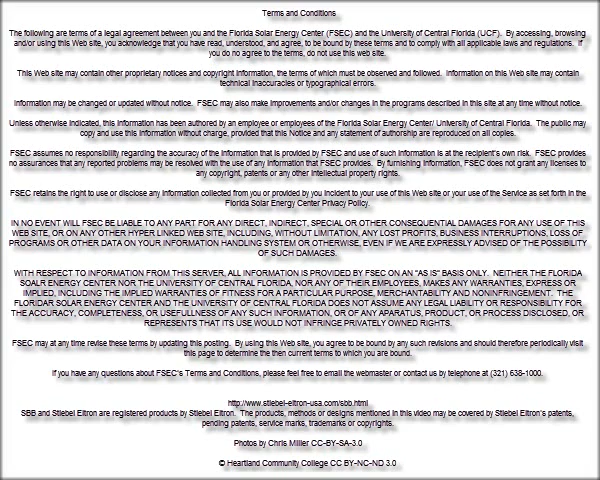 Terms and Conditions
The following are terms of a legal agreement between you and the Florida Solar Energy Center (FSEC) and the University of Central Florida (UCF).  By accessing, browsing
and/or using this Web site, you acknowledge that you have read, understood, and agree, to be bound by these terms and to comply with all applicable laws and regulations.  If
you do no agree to the terms, do not use this web site.
This Web site may contain other proprietary notices and copyright information, the terms of which must be observed and followed.  Information on this Web site may contain
technical inaccuracies or typographical errors.
Information may be changed or updated without notice.  FSEC may also make improvements and/or changes in the programs described in this site at any time without notice.
Unless otherwise indicated, this information has been authored by an employee or employees of the Florida Solar Energy Center/ University of Central Florida.  The public may
copy and use this information without charge, provided that this Notice and any statement of authorship are reproduced on all copies.
FSEC assumes no responsibility regarding the accuracy of the information that is provided by FSEC and use of such information is at the recipient's own risk.  FSEC provides
no assurances that any reported problems may be resolved with the use of any information that FSEC provides.  By furnishing information, FSEC does not grant any licenses to
any copyright, patents or any other intellectual property rights.
FSEC retains the right to use or disclose any information collected from you or provided by you incident to your use of this Web site or your use of the Service as set forth in the
Florida Solar Energy Center Privacy Policy.
IN NO EVENT WILL FSEC BE LIABLE TO ANY PART FOR ANY DIRECT, INDIRECT, SPECIAL OR OTHER CONSEQUENTIAL DAMAGES FOR ANY USE OF THIS
WEB SITE, OR ON ANY OTHER HYPER LINKED WEB SITE, INCLUDING, WITHOUT LIMITATION, ANY LOST PROFITS, BUSINESS INTERRUPTIONS, LOSS OF
PROGRAMS OR OTHER DATA ON YOUR INFORMATION HANDLING SYSTEM OR OTHERWISE, EVEN IF WE ARE EXPRESSLY ADVISED OF THE POSSIBILITY
OF SUCH DAMAGES.
WITH RESPECT TO INFORMATION FROM THIS SERVER, ALL INFORMATION IS PROVIDED BY FSEC ON AN "AS IS" BASIS ONLY.  NEITHER THE FLORIDA
SOALR ENERGY CENTER NOR THE UNIVERSITY OF CENTRAL FLORIDA, NOR ANY OF THEIR EMPLOYEES, MAKES ANY WARRANTIES, EXPRESS OR
IMPLIED, INCLUDING THE IMPLIED WARRANTIES OF FITNESS FOR A PARTICULAR PURPOSE, MERCHANTABILITY AND NONINFRINGEMENT.  THE
FLORIDAR SOLAR ENERGY CENTER AND THE UNIVERSITY OF CENTRAL FLORIDA DOES NOT ASSUME ANY LEGAL LIABILITY OR RESPONSIBILITY FOR
THE ACCURACY, COMPLETENESS, OR USEFULLNESS OF ANY SUCH INFORMATION, OR OF ANY APARATUS, PRODUCT, OR PROCESS DISCLOSED, OR
REPRESENTS THAT ITS USE WOULD NOT INFRINGE PRIVATELY OWNED RIGHTS.
FSEC may at any time revise these terms by updating this posting.  By using this Web site, you agree to be bound by any such revisions and should therefore periodically visit
this page to determine the then current terms to which you are bound.
If you have any questions about FSEC's Terms and Conditions, please feel free to email the webmaster or contact us by telephone at (321) 638-1000.
http://www.stiebel-eltron-usa.com/sbb.html
SBB and Stiebel Eltron are registered products by Stiebel Eltron.  The products, methods or designs mentioned in this video may be covered by Stiebel Eltron's patents,
pending patents, service marks, trademarks or copyrights.
Photos by Chris Miller CC-BY-SA-3.0
© Heartland Community College CC BY-NC-ND 3.0